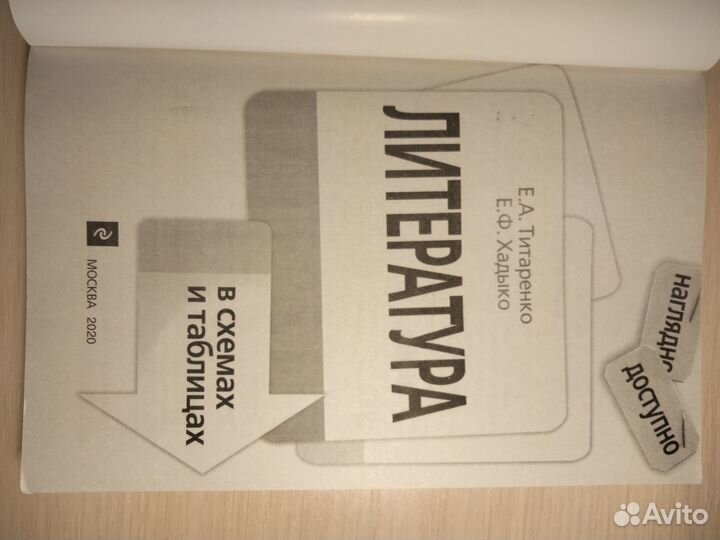 наглядно
доступно
Е.А. Титаренко
Е.Ф. Хадыко
ЛИТЕРАТУРА
в схемах
и таблицах
МОСКВА 2020
Avito